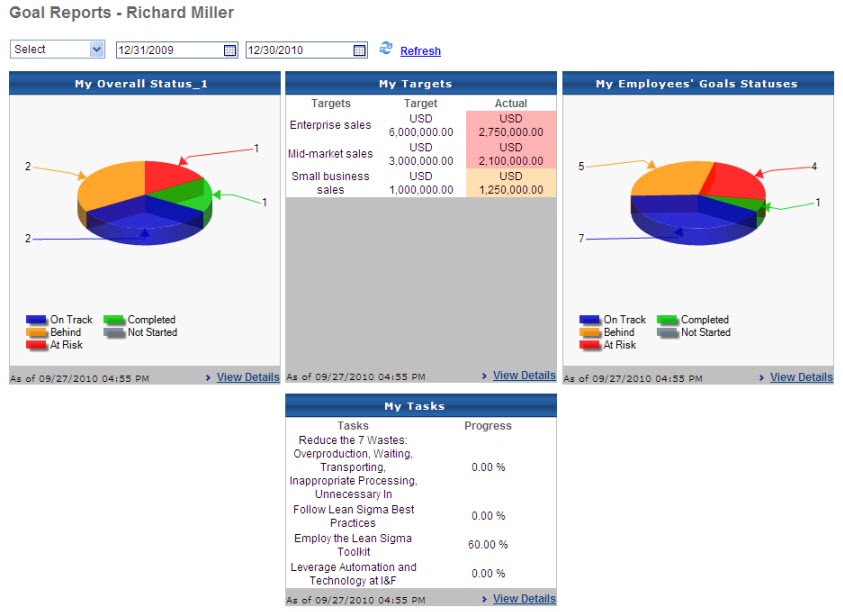 Goal Reports - Richard Miller
Select 12/31/2009 12/30/2010 Refresh
My Overall Status_1
1
2
1
2
On Track Completed
Behind Not Started
At Risk
As of 09/27/2010 04:55 PM View Details
My Targets
Targets Target Actual
Enterprise sales USD 6,000,000.00 USD 2,750,000.00
Mid-market sales USD 3,000,000.00 USD 2,100,000.00
Small business sales USD 1,000,000.00 USD 1,250,000.00
As of 09/27/2010 04:55 PM View Details
My Employees' Goals Statuses
5
4
1
7
On Track Completed
Behind Not Started
At Risk
As of 09/27/2010 04:55 PM View Details
My Tasks
Tasks Progress
Reduce the 7 Wastes:
Overproduction, Waiting,
Transporting, 0.00 %
Inappropriate Processing,
Unnecessary In
Follow Lean Sigma Best
Practices 0.00 %
Employ the Lean Sigma
Toolkit 60.00 %
Leverage Automation and
Technology at I&F 0.00 %
As of 09/27/2010 04:55 PM View Details